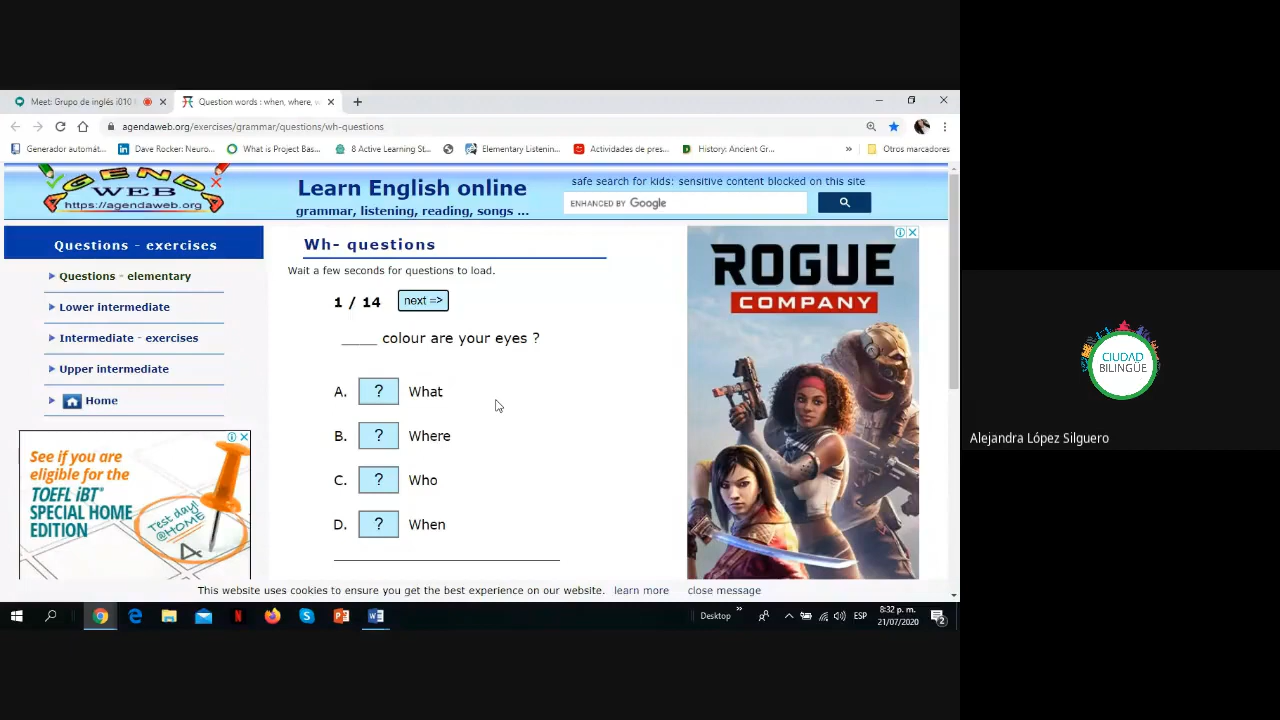 Meet: Grupo de inglés i010
Question words : when, where, w
agendaweb.org/exercises/grammar/questions/wh-questions
Generador automát...
Dave Rocker: Neuro...
What is Project Bas...
8 Active Learning St...
Elementary Listenin...
Actividades de pres...
History: Ancient Gr...
»
Otros marcadores
AGENDA
WEB
https://agendaweb.org
Learn English online
grammar, listening, reading, songs ...
safe search for kids: sensitive content blocked on this site
ENHANCED BY Google
Questions - exercises
Questions - elementary
Lower intermediate
Intermediate - exercises
Upper intermediate
Home
See if you are
eligible for the
TOEFL iBT®
SPECIAL HOME
EDITION
Test day!
@HOME
Wh- questions
Wait a few seconds for questions to load.
1 / 14 next =>
_____ colour are your eyes ?
A. ? What
B. ? Where
C. ? Who
D. ? When
ROGUE
COMPANY
This website uses cookies to ensure you get the best experience on our website. learn more close message
Desktop »
ESP
8:32 p. m.
21/07/2020
2
CIUDAD
BILINGÜE
Alejandra López Silguero